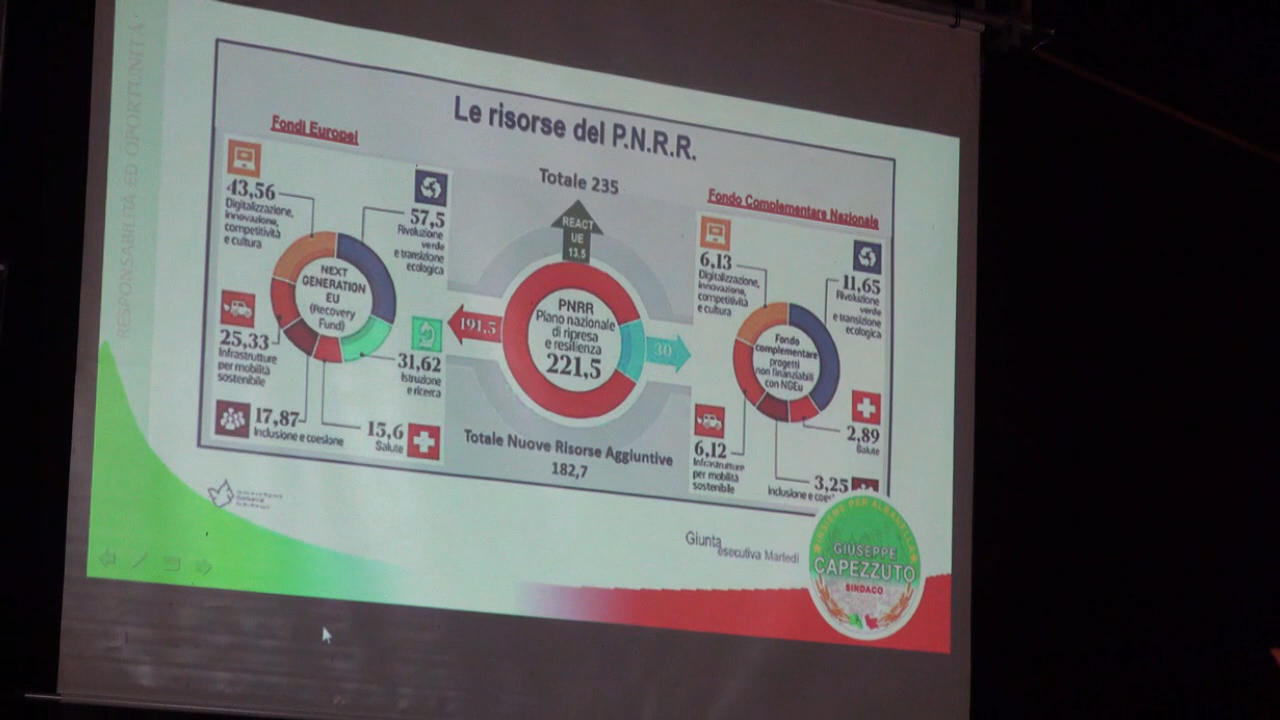 RESPONSABILITÀ ED OPORTUNITÀ
Le risorse del P.N.R.R.
Fondi Europei
43,56
Digitalizzazione,
innovazione,
competitività
e cultura
57,5
Rivoluzione
verde
e transizione
ecologica
NEXT
GENERATION
EU
(Recovery
Fund)
25,33
Infrastrutture
per mobilità
sostenibile
31,62
Istruzione
e ricerca
17,87
Inclusione e coesione
15,6
Salute
Totale 235
REACT
UE
13,5
191,5
PNRR
Piano nazionale
di ripresa
e resilienza
221,5
30
Totale Nuove Risorse Aggiuntive
182,7
Fondo Complementare Nazionale
6,13
Digitalizzazione,
innovazione,
competitività
e cultura
11,65
Rivoluzione
verde
e transizione
ecologica
Fondo
complementare
progetti
non finanziabili
con NGEu
6,12
Infrastrutture
per mobilità
sostenibile
2,89
Salute
3,25
Inclusione e coes
Giunta
esecutiva Martedì
INSIEME PER ALBANELLA
GIUSEPPE
CAPEZZUTO
SINDACO